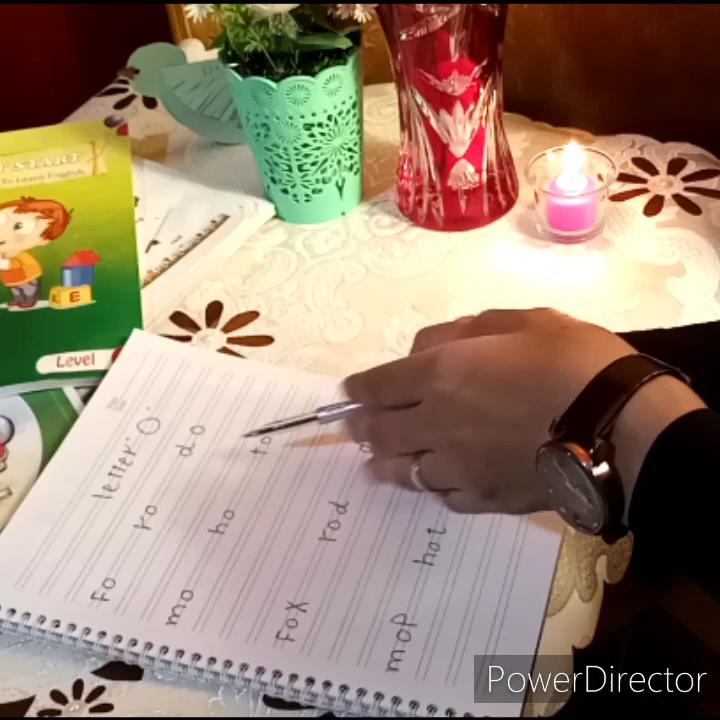 START
To Learn English
Level
E
letter "O"
Fo ro do
mo ho to
Fox rod
mop hot
PowerDirector